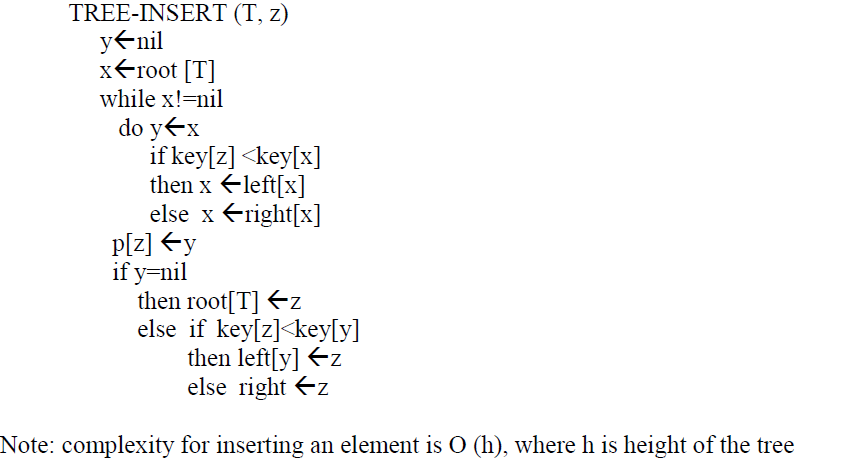 TREE-INSERT (T, z)
y←nil
x←root [T]
while x!=nil
do y←x
if key[z] <key[x]
then x ←left[x]
else x ←right[x]
p[z] ←y
if y=nil
then root[T] ←z
else if key[z]<key[y]
then left[y] ←z
else right ←z
Note: complexity for inserting an element is O (h), where h is height of the tree